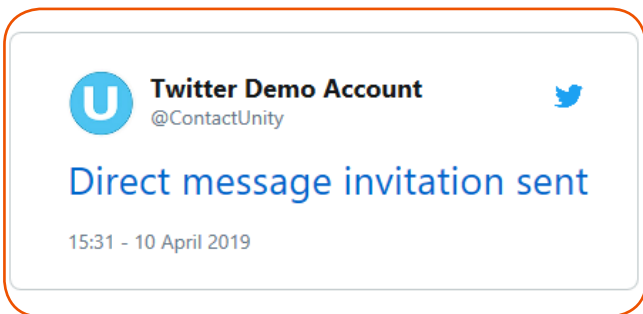 U
Twitter Demo Account
@ContactUnity
Direct message invitation sent
15:31 - 10 April 2019